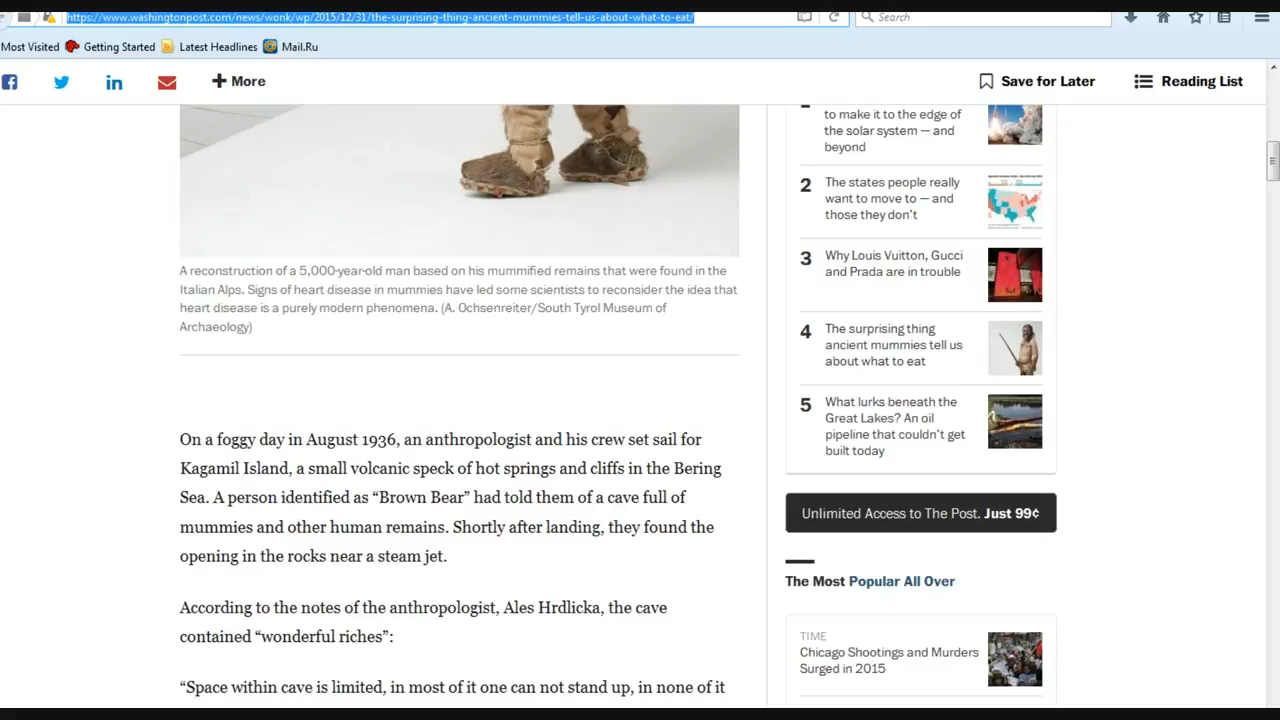 https://www.washingtonpost.com/news/wonk/wp/2015/12/31/the-surprising-thing-ancient-mummies-tell-us-about-what-to-eat/
Search
Most Visited
Getting Started
Latest Headlines
Mail.Ru
More
Save for Later
Reading List
A reconstruction of a 5,000-year-old man based on his mummified remains that were found in the
Italian Alps. Signs of heart disease in mummies have led some scientists to reconsider the idea that
heart disease is a purely modern phenomena. (A. Ochsenreiter/South Tyrol Museum of
Archaeology)
On a foggy day in August 1936, an anthropologist and his crew set sail for
Kagamil Island, a small volcanic speck of hot springs and cliffs in the Bering
Sea. A person identified as “Brown Bear” had told them of a cave full of
mummies and other human remains. Shortly after landing, they found the
opening in the rocks near a steam jet.
According to the notes of the anthropologist, Ales Hrdlicka, the cave
contained “wonderful riches”:
“Space within cave is limited, in most of it one can not stand up, in none of it
to make it to the edge of
the solar system — and
beyond
2
The states people really
want to move to — and
those they don’t
3
Why Louis Vuitton, Gucci
and Prada are in trouble
4
The surprising thing
ancient mummies tell us
about what to eat
5
What lurks beneath the
Great Lakes? An oil
pipeline that couldn’t get
built today
Unlimited Access to The Post. Just 99¢
The Most Popular All Over
TIME
Chicago Shootings and Murders
Surged in 2015